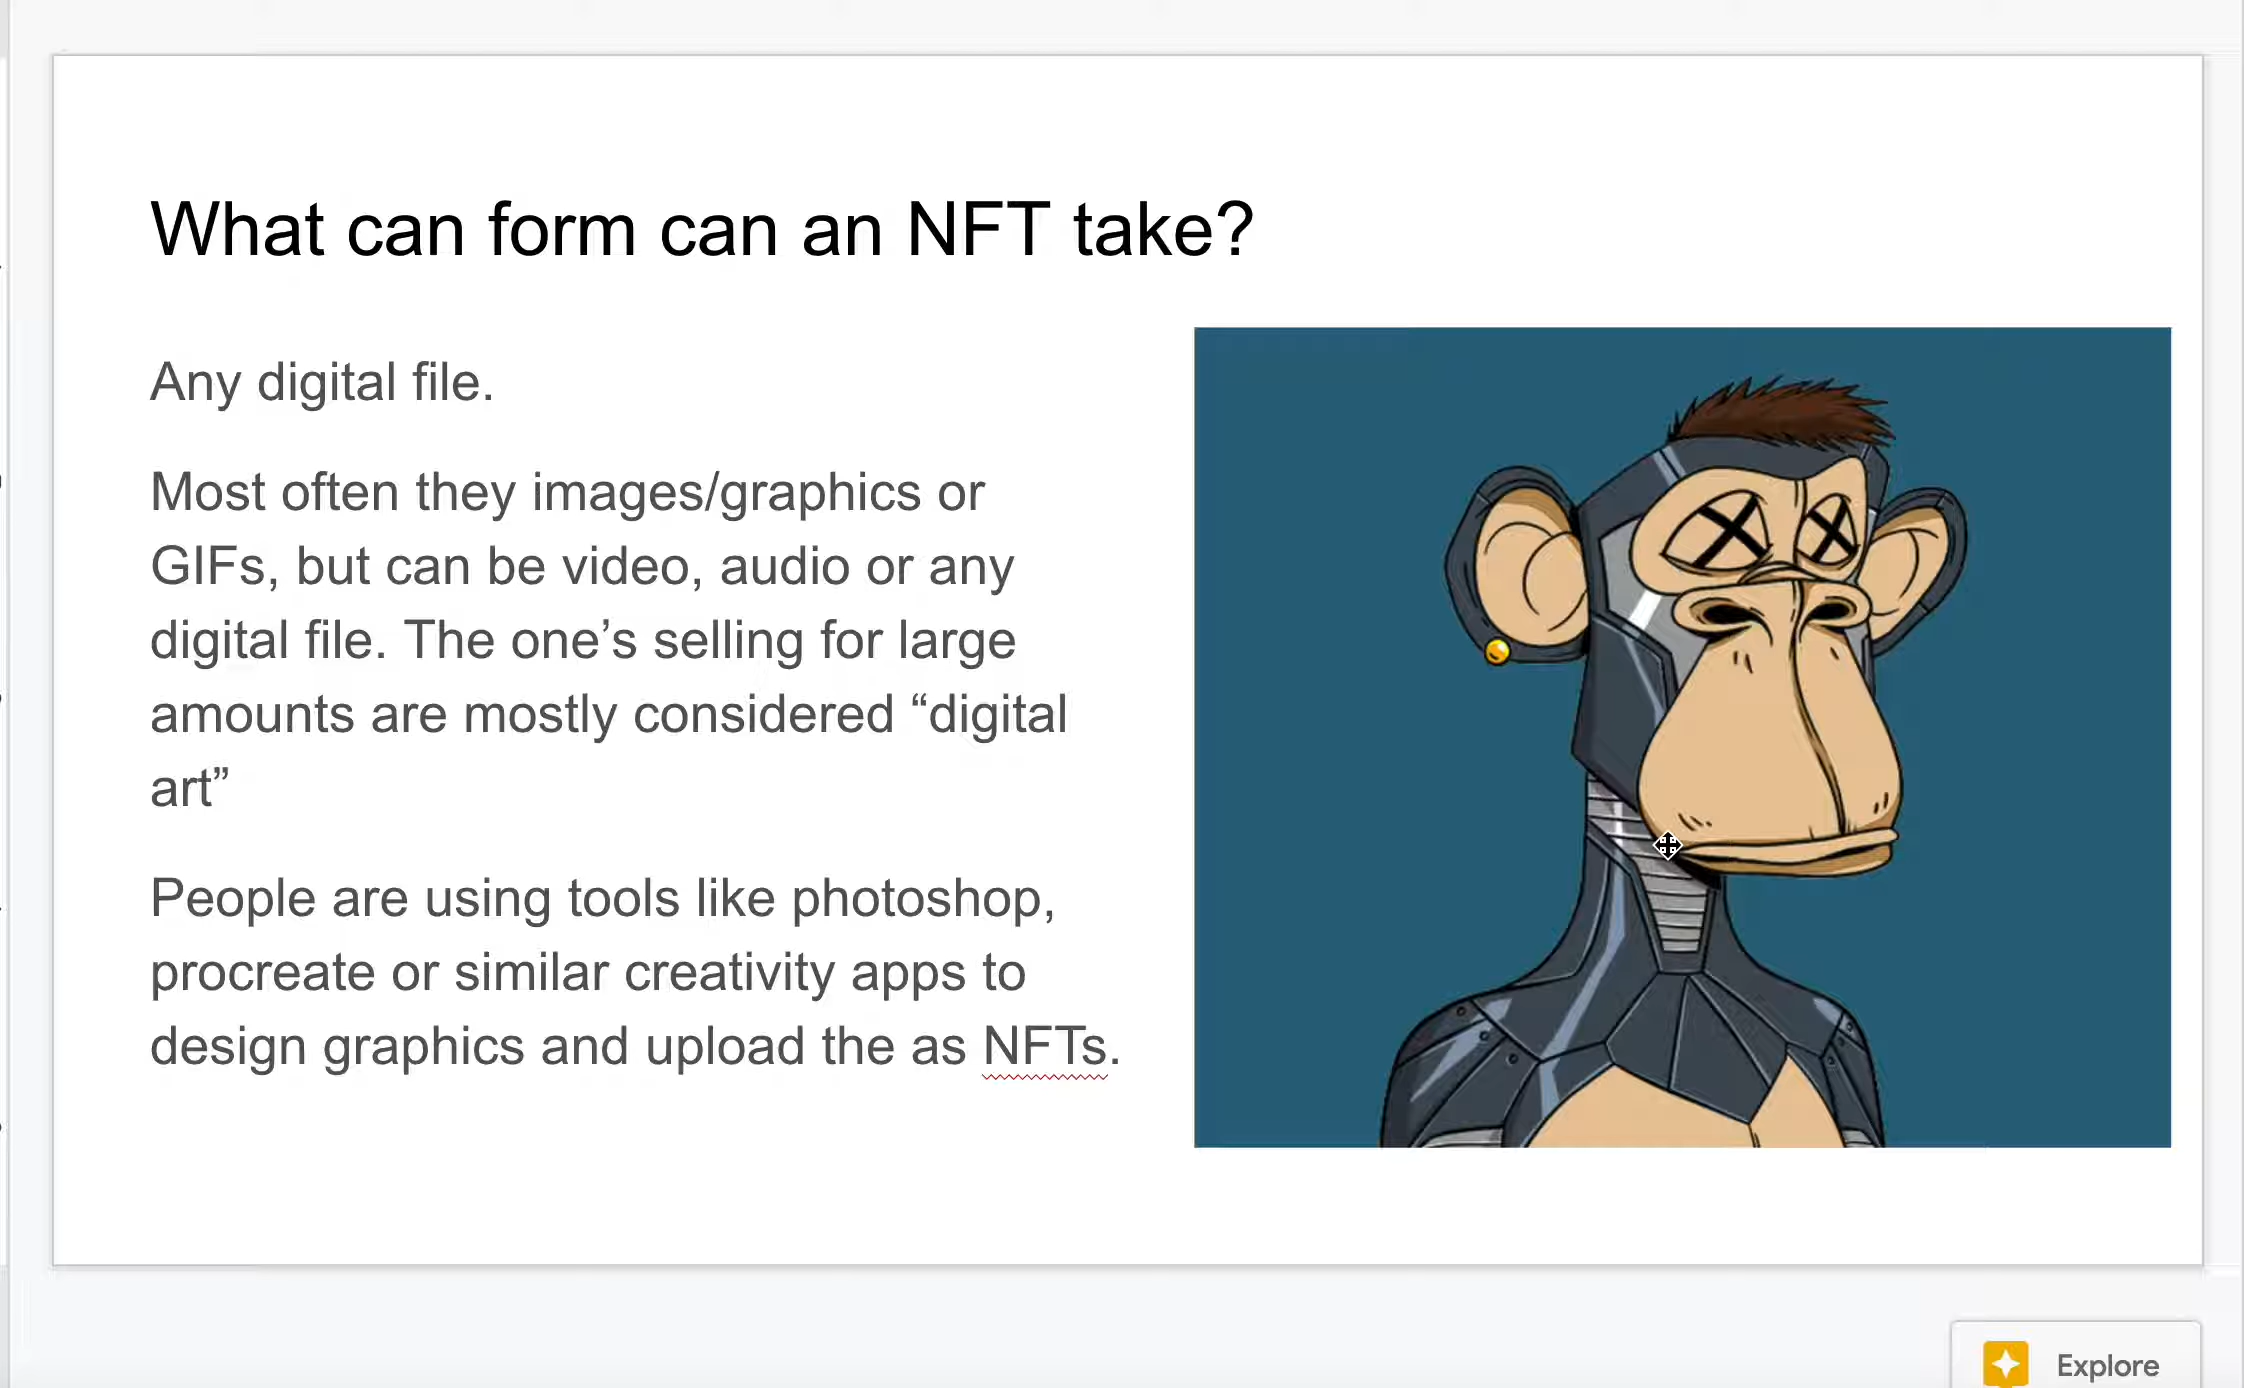 What can form can an NFT take?
Any digital file.
Most often they images/graphics or
GIFs, but can be video, audio or any
digital file. The one’s selling for large
amounts are mostly considered “digital
art”
People are using tools like photoshop,
procreate or similar creativity apps to
design graphics and upload the as NFTs.
Explore